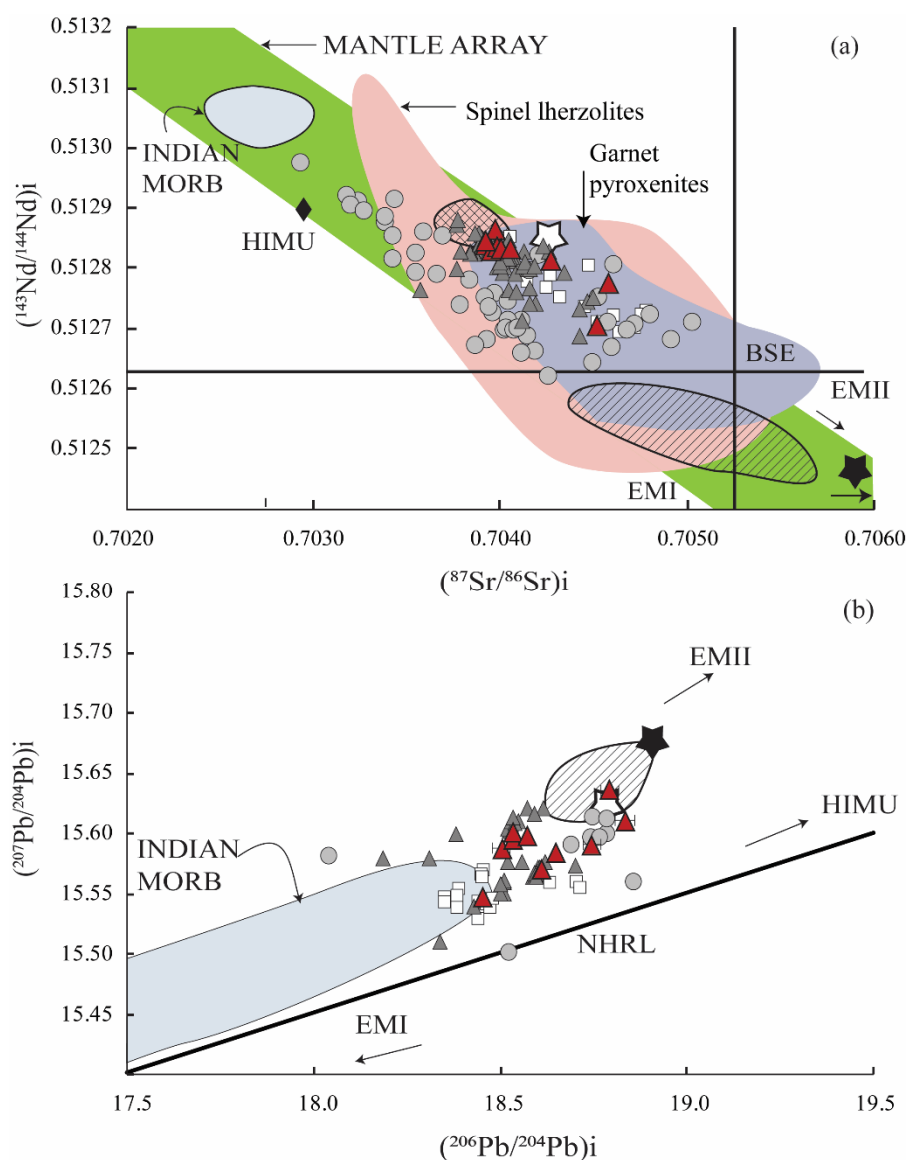 (a)
0.5132
0.5131
0.5130
0.5129
0.5128
0.5127
0.5126
0.5125
(¹⁴³Nd/¹⁴⁴Nd)i
MANTLE ARRAY
Spinel lherzolites
INDIAN
MORB
Garnet
pyroxenites
HIMU
BSE
EMII
EMI
0.7020
0.7030
0.7040
0.7050
0.7060
(⁸⁷Sr/⁸⁶Sr)i
(b)
15.80
15.75
15.70
15.65
15.60
15.55
15.50
15.45
(²⁰⁷Pb/²⁰⁴Pb)i
EMII
HIMU
INDIAN
MORB
NHRL
EMI
17.5
18.0
18.5
19.0
19.5
(²⁰⁶Pb/²⁰⁴Pb)i